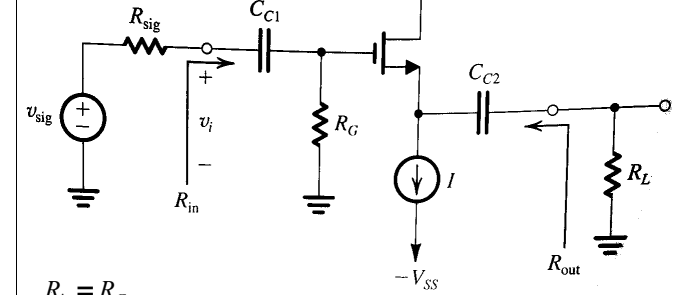 R_sig
C_C1
C_C2
v_sig
+
−
+
v_i
−
R_G
I
R_L
R_in
R_out
−V_SS